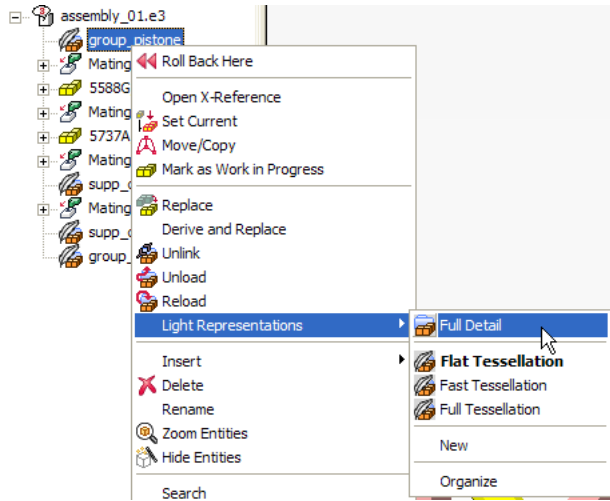 assembly_01.e3
group_pistone
Mating
5588G
Mating
5737A
Mating
supp_
Mating
supp_
group_
Roll Back Here
Open X-Reference
Set Current
Move/Copy
Mark as Work in Progress
Replace
Derive and Replace
Unlink
Unload
Reload
Light Representations
Insert
Delete
Rename
Zoom Entities
Hide Entities
Search
Full Detail
Flat Tessellation
Fast Tessellation
Full Tessellation
New
Organize